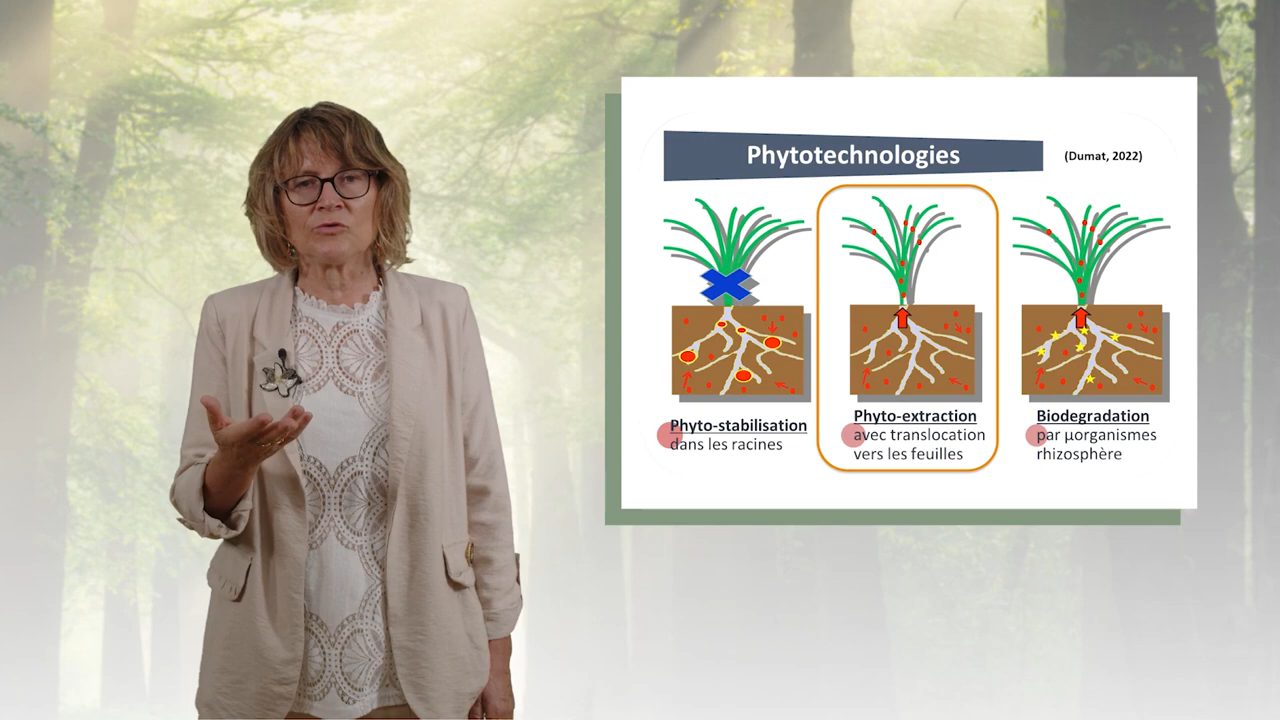 Phytotechnologies
(Dumat, 2022)
Phyto-stabilisation
dans les racines
Phyto-extraction
avec translocation
vers les feuilles
Biodegradation
par µorganismes
rhizosphère